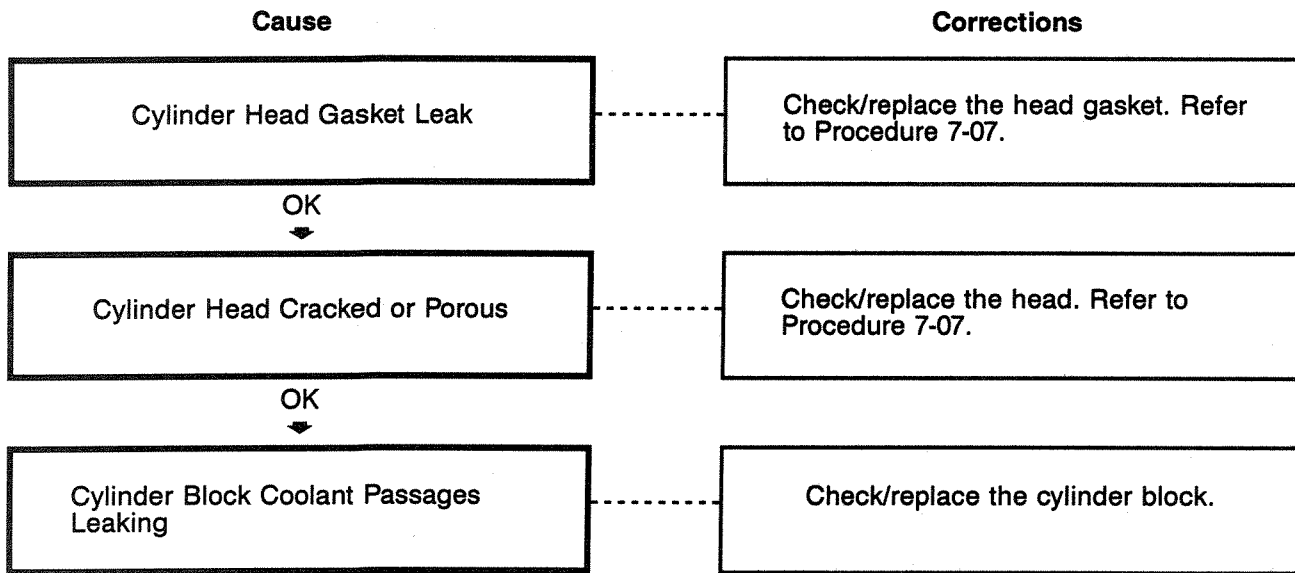 Cause
Corrections
Cylinder Head Gasket Leak
Check/replace the head gasket. Refer
to Procedure 7-07.
OK
Cylinder Head Cracked or Porous
Check/replace the head. Refer to
Procedure 7-07.
OK
Cylinder Block Coolant Passages
Leaking
Check/replace the cylinder block.